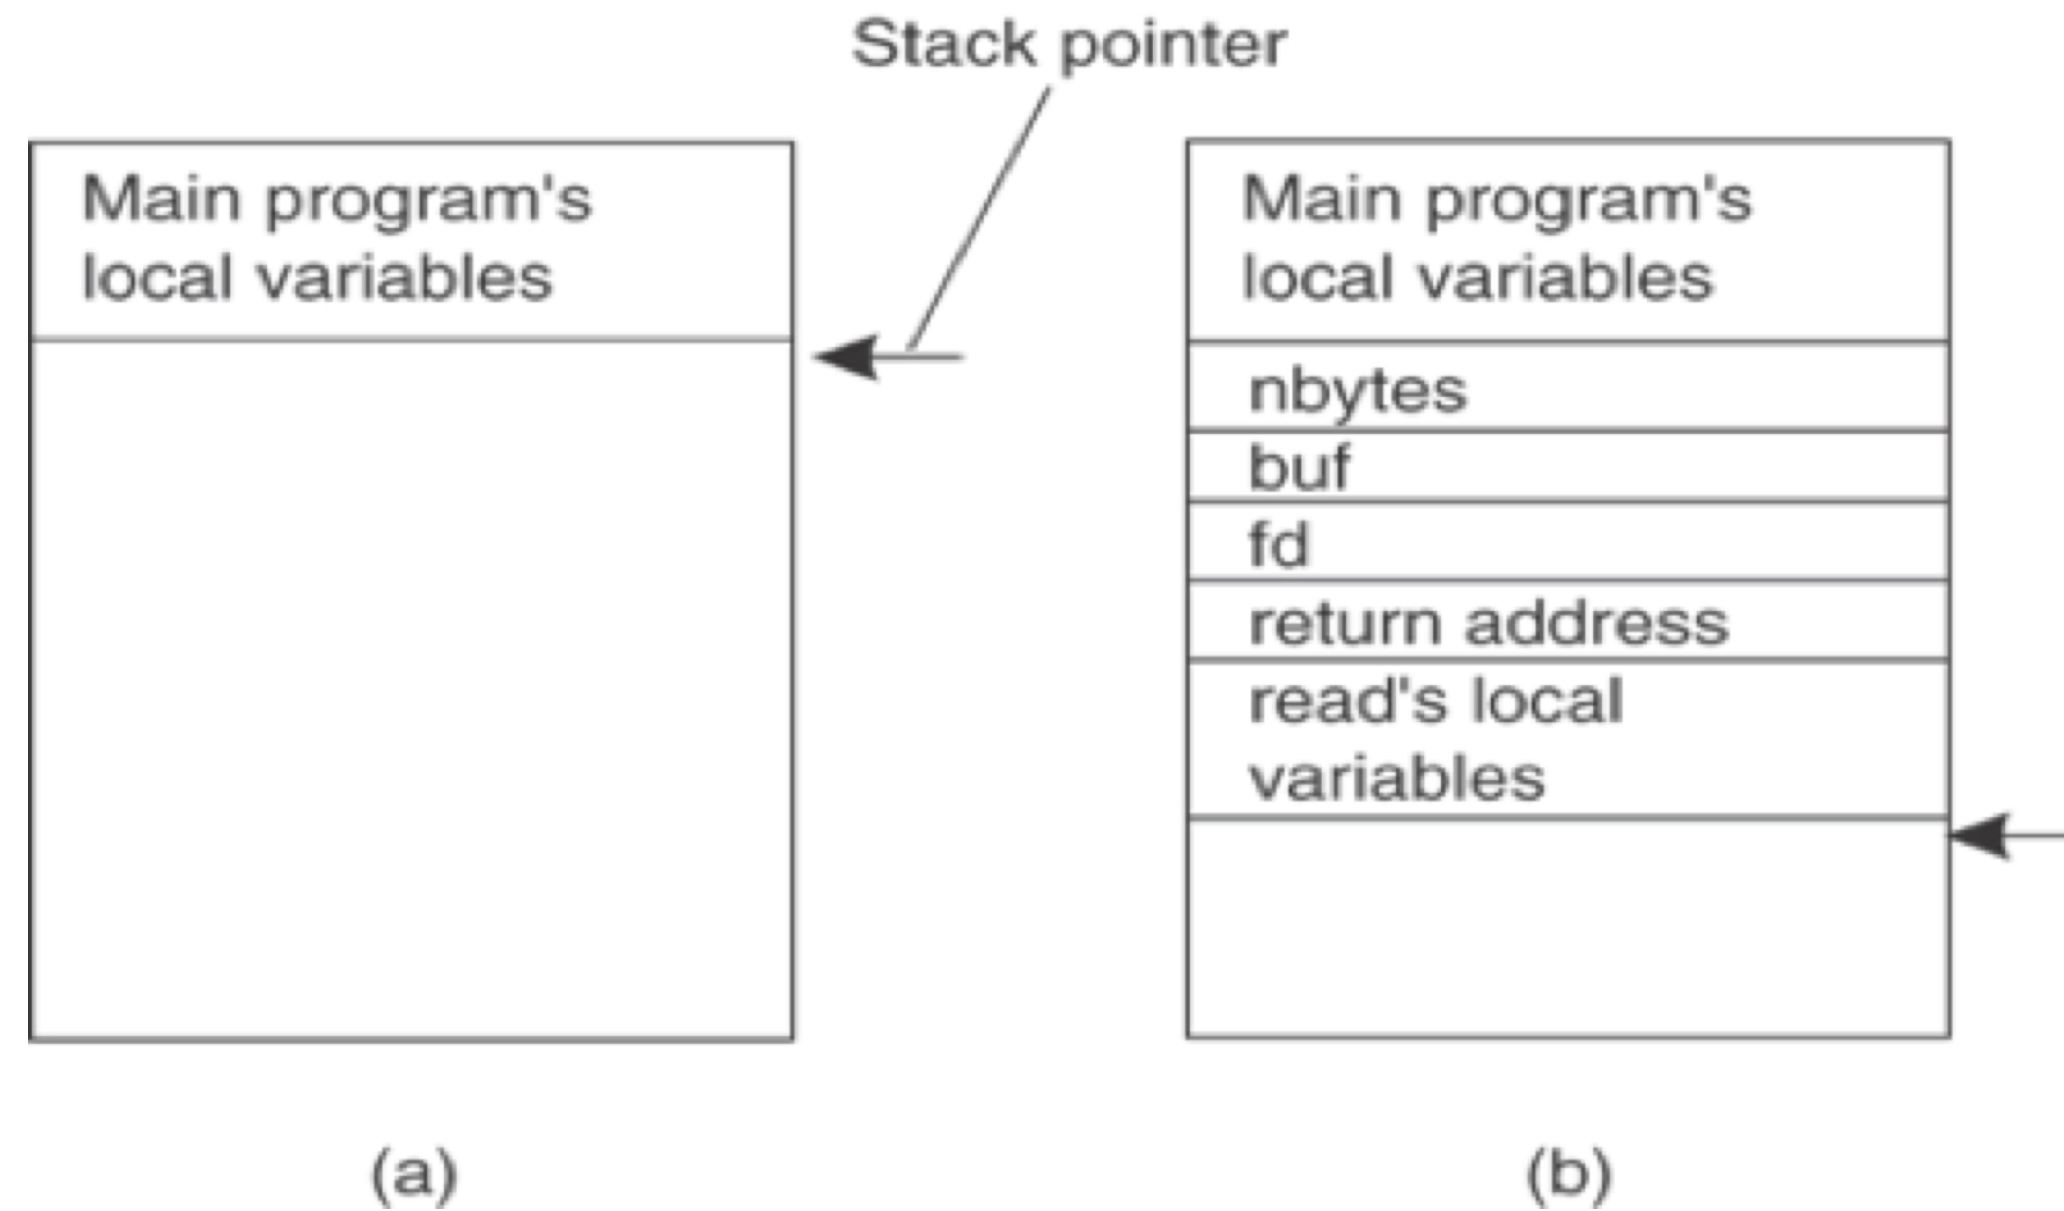 Stack pointer
Main program's
local variables
Main program's
local variables
nbytes
buf
fd
return address
read's local
variables
(a)
(b)